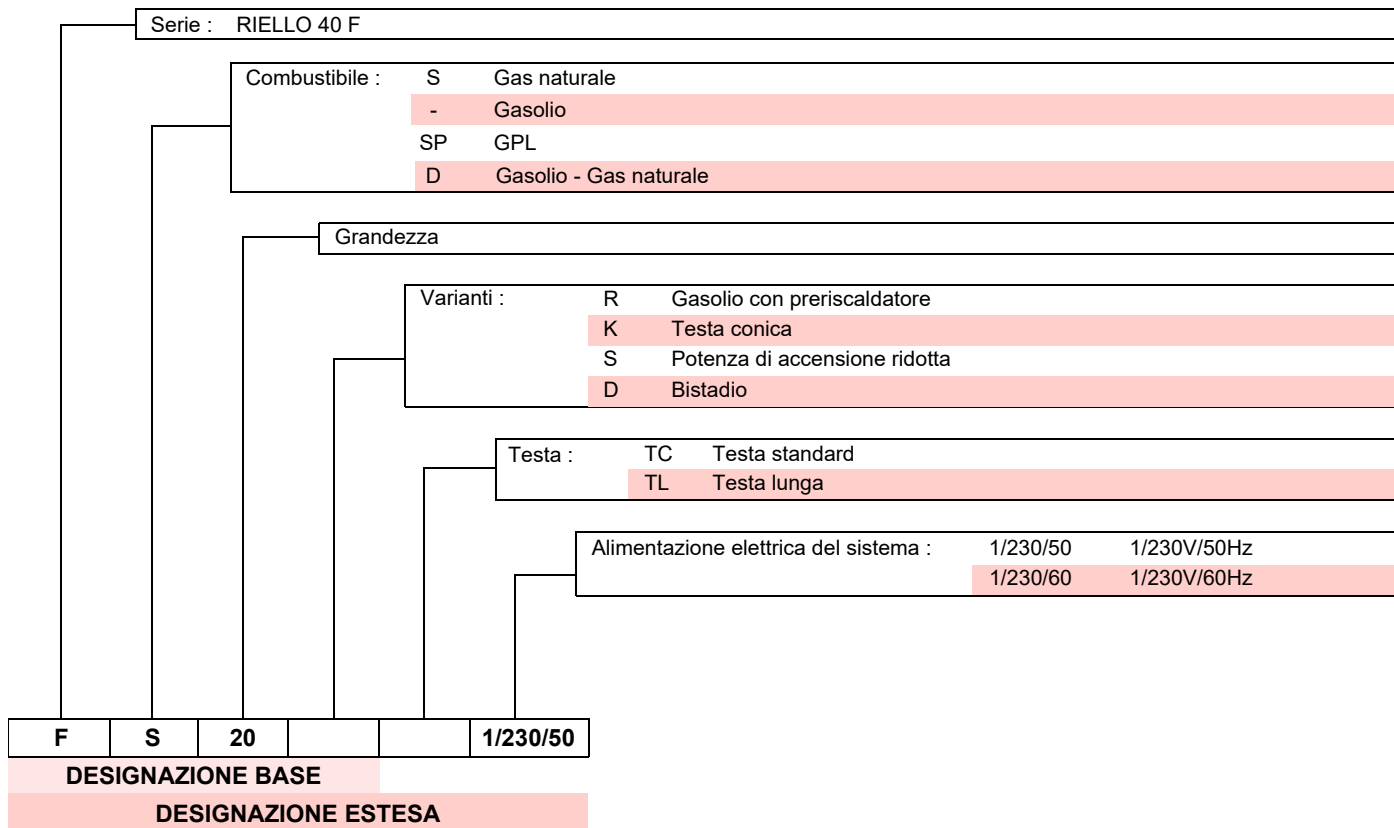 Serie : RIELLO 40 F
Combustibile : S Gas naturale
- Gasolio
SP GPL
D Gasolio - Gas naturale
Grandezza
Varianti : R Gasolio con preriscaldatore
K Testa conica
S Potenza di accensione ridotta
D Bistadio
Testa : TC Testa standard
TL Testa lunga
Alimentazione elettrica del sistema : 1/230/50 1/230V/50Hz
1/230/60 1/230V/60Hz
F S 20 1/230/50
DESIGNAZIONE BASE
DESIGNAZIONE ESTESA